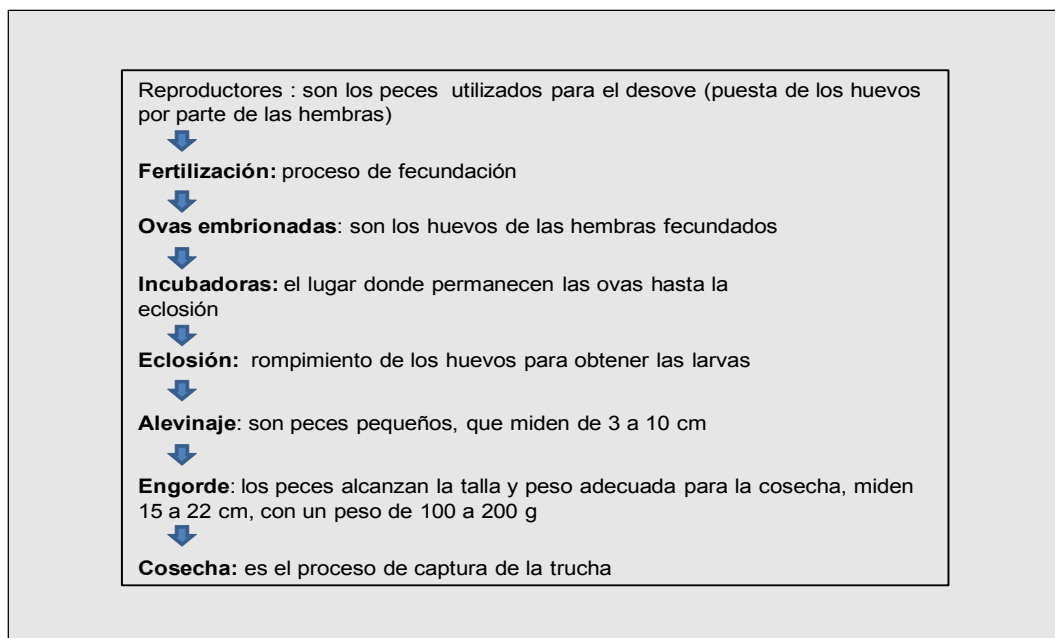 Reproductores : son los peces utilizados para el desove (puesta de los huevos
por parte de las hembras)
Fertilización: proceso de fecundación
Ovas embrionadas: son los huevos de las hembras fecundados
Incubadoras: el lugar donde permanecen las ovas hasta la
eclosión
Eclosión: rompimiento de los huevos para obtener las larvas
Alevinaje: son peces pequeños, que miden de 3 a 10 cm
Engorde: los peces alcanzan la talla y peso adecuada para la cosecha, miden
15 a 22 cm, con un peso de 100 a 200 g
Cosecha: es el proceso de captura de la trucha